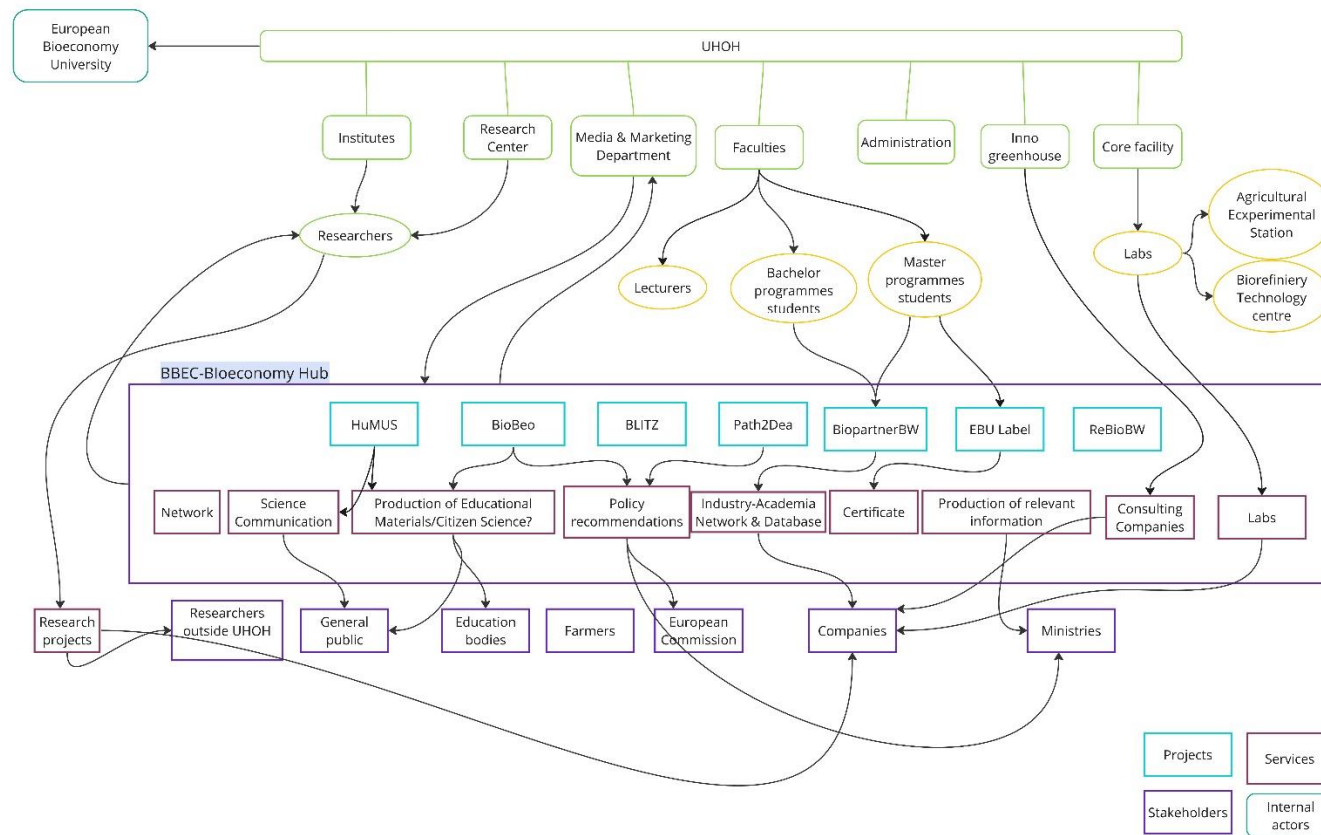 European
Bioeconomy
University
UHOH
Institutes
Research
Center
Media & Marketing
Department
Faculties
Administration
Inno
greenhouse
Core facility
Agricultural
Ecxperimental
Station
Researchers
Labs
Lecturers
Bachelor
programmes
students
Master
programmes
students
Biorefiniery
Technology
centre
BBEC-BIoeconomy Hub
HuMUS
BioBeo
BLITZ
Path2Dea
BiopartnerBW
EBU Label
ReBioBW
Network
Science
Communication
Production of Educational
Materials/Citizen Science?
Policy
recommendations
Industry-Academia
Network & Database
Certificate
Production of relevant
information
Consulting
Companies
Labs
Research
projects
Researchers
outside UHOH
General
public
Education
bodies
Farmers
European
Commission
Companies
Ministries
Projects
Services
Stakeholders
Internal
actors